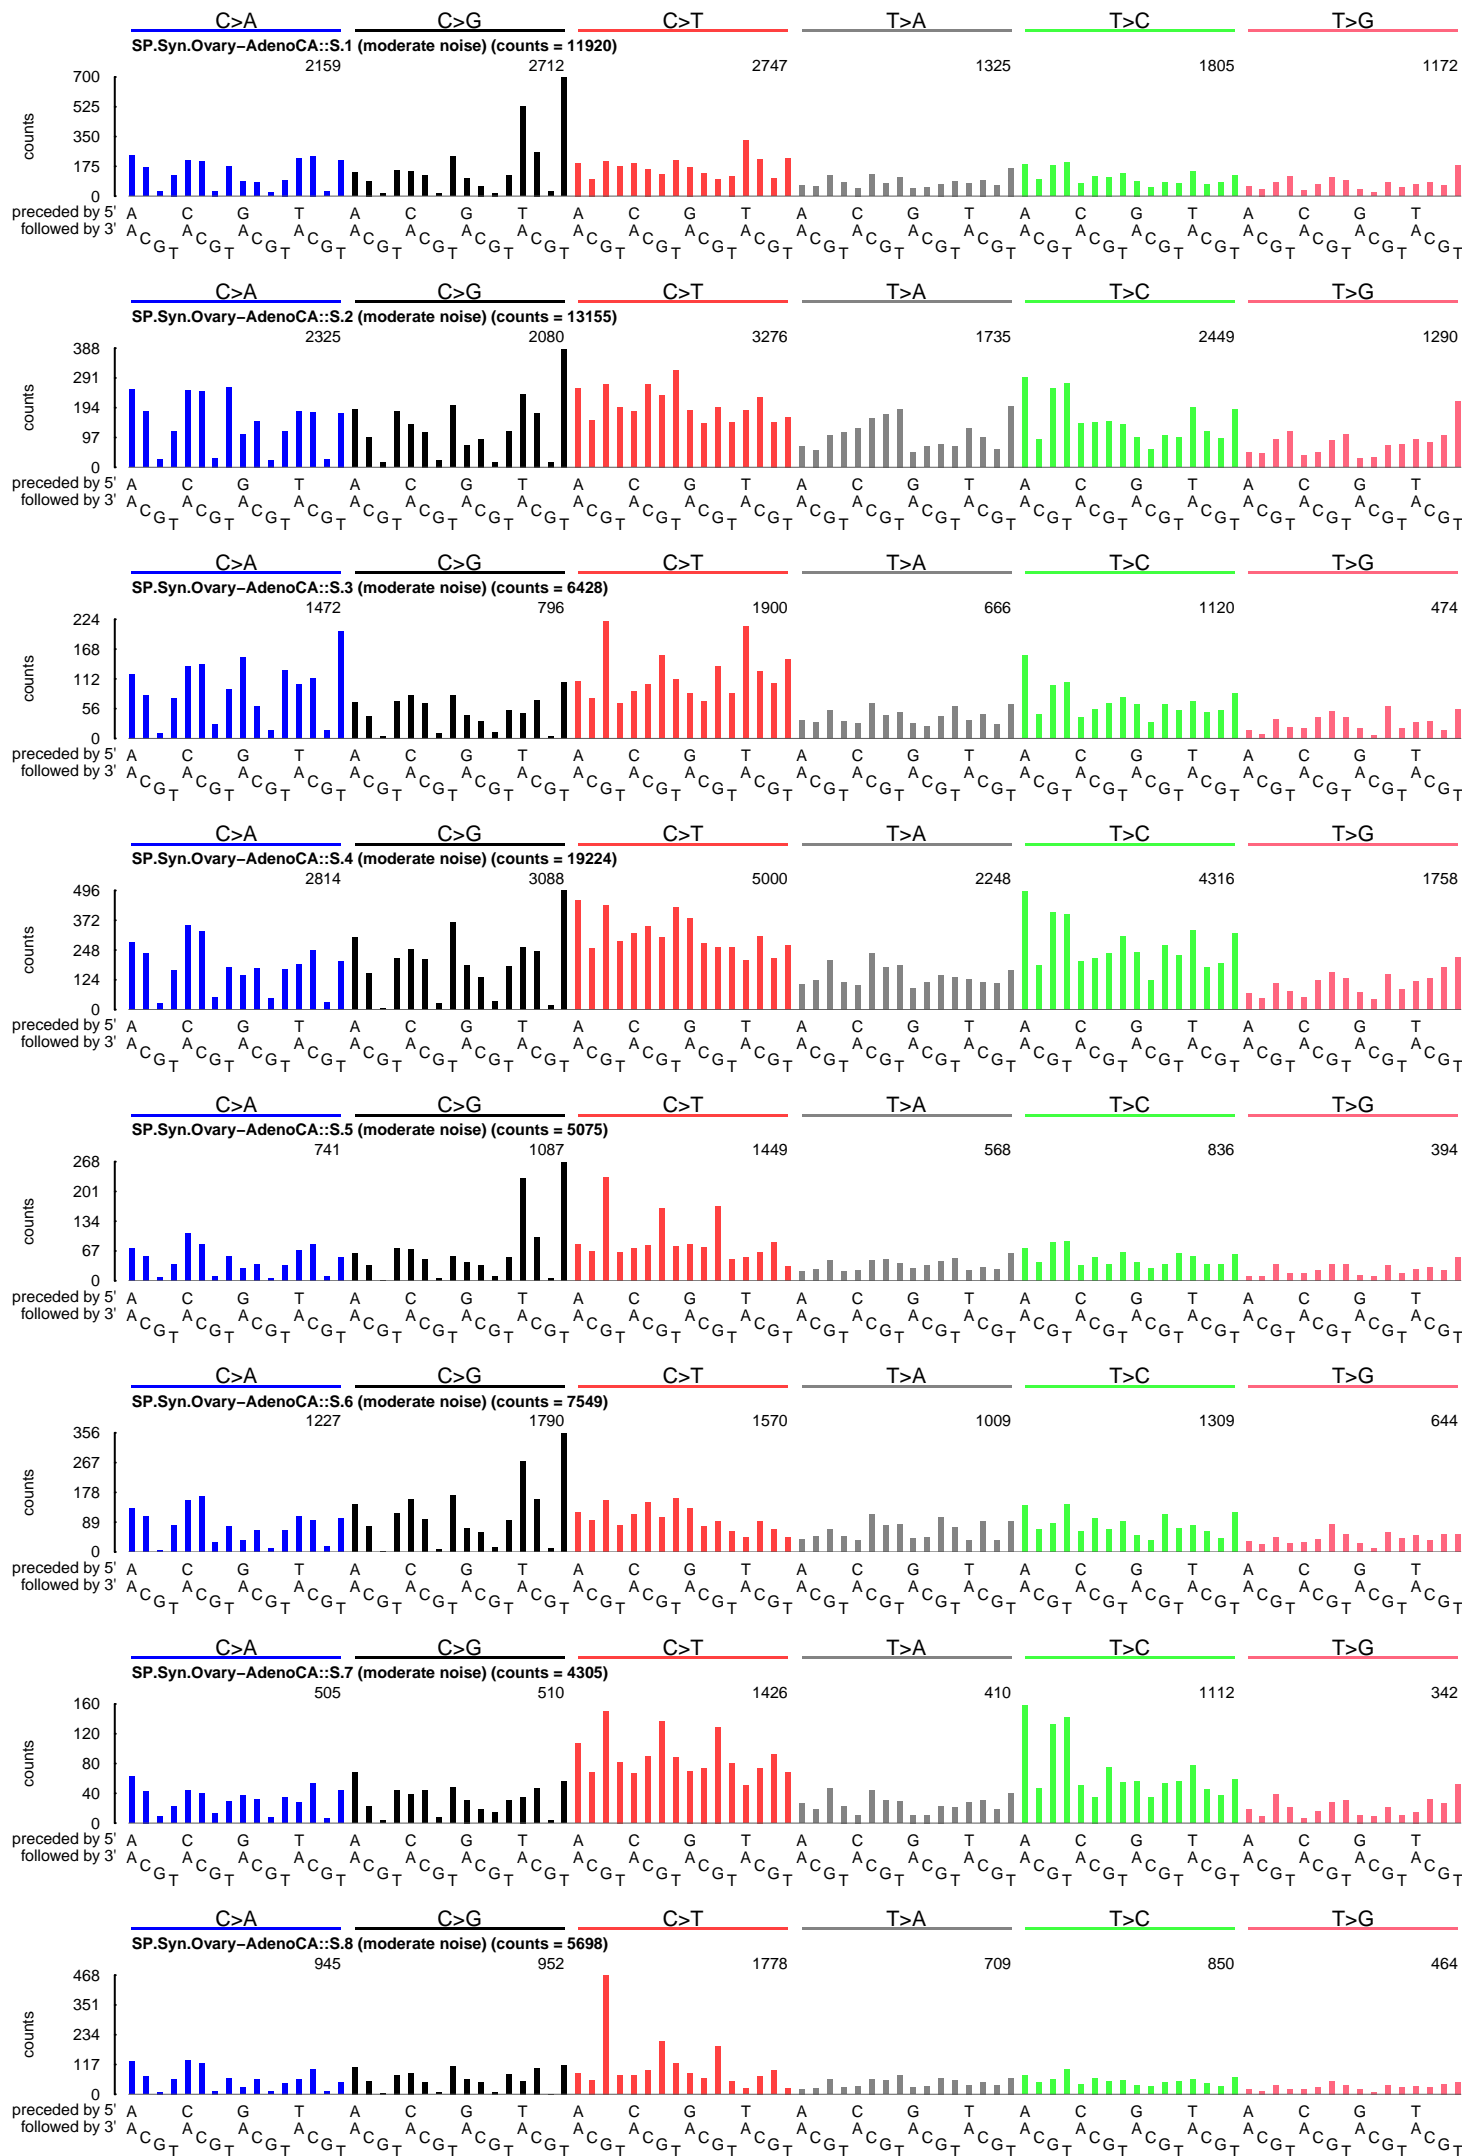 C>A C>G C>T T>A T>C T>G
SP.Syn.Ovary–AdenoCA::S.1 (moderate noise) (counts = 11920)
2159 2712 2747 1325 1805 1172
700
525
350
175
0
counts
preceded by 5' A C G T A C G T A C G T A C G T A C G T A C G T
followed by 3' A C G T A C G T A C G T A C G T A C G T A C G T A C G T A C G T A C G T A C G T A C G T A C G T A C G T A C G T A C G T A C G T A C G T A C G T A C G T A C G T A C G T A C G T A C G T A C G T
C>A C>G C>T T>A T>C T>G
SP.Syn.Ovary–AdenoCA::S.2 (moderate noise) (counts = 13155)
2325 2080 3276 1735 2449 1290
388
291
194
97
0
counts
preceded by 5' A C G T A C G T A C G T A C G T A C G T A C G T
followed by 3' A C G T A C G T A C G T A C G T A C G T A C G T A C G T A C G T A C G T A C G T A C G T A C G T A C G T A C G T A C G T A C G T A C G T A C G T A C G T A C G T A C G T A C G T A C G T A C G T
C>A C>G C>T T>A T>C T>G
SP.Syn.Ovary–AdenoCA::S.3 (moderate noise) (counts = 6428)
1472 796 1900 666 1120 474
224
168
112
56
0
counts
preceded by 5' A C G T A C G T A C G T A C G T A C G T A C G T
followed by 3' A C G T A C G T A C G T A C G T A C G T A C G T A C G T A C G T A C G T A C G T A C G T A C G T A C G T A C G T A C G T A C G T A C G T A C G T A C G T A C G T A C G T A C G T A C G T A C G T
C>A C>G C>T T>A T>C T>G
SP.Syn.Ovary–AdenoCA::S.4 (moderate noise) (counts = 19224)
2814 3088 5000 2248 4316 1758
496
372
248
124
0
counts
preceded by 5' A C G T A C G T A C G T A C G T A C G T A C G T
followed by 3' A C G T A C G T A C G T A C G T A C G T A C G T A C G T A C G T A C G T A C G T A C G T A C G T A C G T A C G T A C G T A C G T A C G T A C G T A C G T A C G T A C G T A C G T A C G T A C G T
C>A C>G C>T T>A T>C T>G
SP.Syn.Ovary–AdenoCA::S.5 (moderate noise) (counts = 5075)
741 1087 1449 568 836 394
268
201
134
67
0
counts
preceded by 5' A C G T A C G T A C G T A C G T A C G T A C G T
followed by 3' A C G T A C G T A C G T A C G T A C G T A C G T A C G T A C G T A C G T A C G T A C G T A C G T A C G T A C G T A C G T A C G T A C G T A C G T A C G T A C G T A C G T A C G T A C G T A C G T
C>A C>G C>T T>A T>C T>G
SP.Syn.Ovary–AdenoCA::S.6 (moderate noise) (counts = 7549)
1227 1790 1570 1009 1309 644
356
267
178
89
0
counts
preceded by 5' A C G T A C G T A C G T A C G T A C G T A C G T
followed by 3' A C G T A C G T A C G T A C G T A C G T A C G T A C G T A C G T A C G T A C G T A C G T A C G T A C G T A C G T A C G T A C G T A C G T A C G T A C G T A C G T A C G T A C G T A C G T A C G T
C>A C>G C>T T>A T>C T>G
SP.Syn.Ovary–AdenoCA::S.7 (moderate noise) (counts = 4305)
505 510 1426 410 1112 342
160
120
80
40
0
counts
preceded by 5' A C G T A C G T A C G T A C G T A C G T A C G T
followed by 3' A C G T A C G T A C G T A C G T A C G T A C G T A C G T A C G T A C G T A C G T A C G T A C G T A C G T A C G T A C G T A C G T A C G T A C G T A C G T A C G T A C G T A C G T A C G T A C G T
C>A C>G C>T T>A T>C T>G
SP.Syn.Ovary–AdenoCA::S.8 (moderate noise) (counts = 5698)
945 952 1778 709 850 464
468
351
234
117
0
counts
preceded by 5' A C G T A C G T A C G T A C G T A C G T A C G T
followed by 3' A C G T A C G T A C G T A C G T A C G T A C G T A C G T A C G T A C G T A C G T A C G T A C G T A C G T A C G T A C G T A C G T A C G T A C G T A C G T A C G T A C G T A C G T A C G T A C G T